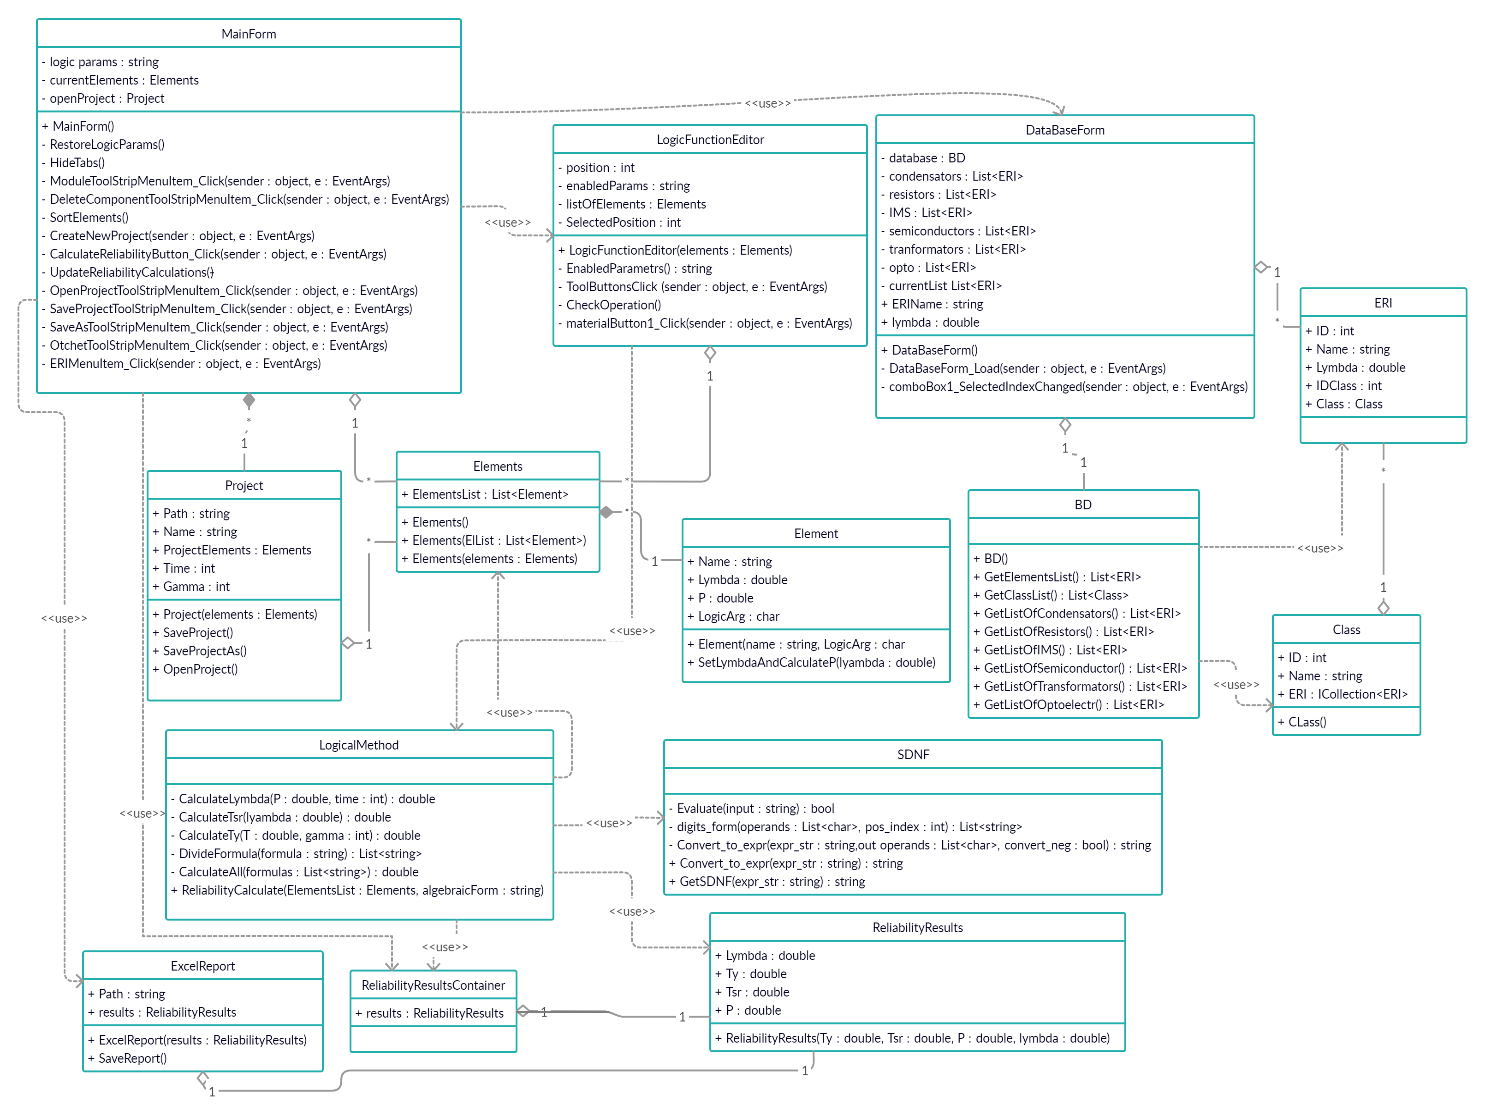 MainForm
- logic params : string
- currentElements : Elements
- openProject : Project
+ MainForm()
- RestoreLogicParams()
- HideTabs()
- ModuleToolStripMenuItem_Click(sender : object, e : EventArgs)
- DeleteComponentToolStripMenuItem_Click(sender : object, e : EventArgs)
- SortElements()
- CreateNewProject(sender : object, e : EventArgs)
- CalculateReliabilityButton_Click(sender : object, e : EventArgs)
- UpdateReliabilityCalculations()
- OpenProjectToolStripMenuItem_Click(sender : object, e : EventArgs)
- SaveProjectToolStripMenuItem_Click(sender : object, e : EventArgs)
- SaveAsToolStripMenuItem_Click(sender : object, e : EventArgs)
- OtchetToolStripMenuItem_Click(sender : object, e : EventArgs)
- ERIMenuItem_Click(sender : object, e : EventArgs)
<<use>>
<<use>>
LogicFunctionEditor
- position : int
- enabledParams : string
- listOfElements : Elements
- SelectedPosition : int
+ LogicFunctionEditor(elements : Elements)
- EnabledParametrs() : string
- ToolButtonsClick (sender : object, e : EventArgs)
- CheckOperation()
- materialButton1_Click(sender : object, e : EventArgs)
DataBaseForm
- database : BD
- condensators : List<ERI>
- resistors : List<ERI>
- IMS : List<ERI>
- semiconductors : List<ERI>
- tranformators : List<ERI>
- opto : List<ERI>
- currentList List<ERI>
+ ERIName : string
+ lymbda : double
+ DataBaseForm()
- DataBaseForm_Load(sender : object, e : EventArgs)
- comboBox1_SelectedIndexChanged(sender : object, e : EventArgs)
1
*
ERI
+ ID : int
+ Name : string
+ Lymbda : double
+ IDClass : int
+ Class : Class
*
1
1
*
1
*
1
1
Project
+ Path : string
+ Name : string
+ ProjectElements : Elements
+ Time : int
+ Gamma : int
+ Project(elements : Elements)
+ SaveProject()
+ SaveProjectAs()
+ OpenProject()
*
1
Elements
+ ElementsList : List<Element>
+ Elements()
+ Elements(ElList : List<Element>)
+ Elements(elements : Elements)
*
1
Element
+ Name : string
+ Lymbda : double
+ P : double
+ LogicArg : char
+ Element(name : string, LogicArg : char
+ SetLymbdaAndCalculateP(lyambda : double)
BD
+ BD()
+ GetElementsList() : List<ERI>
+ GetClassList() : List<Class>
+ GetListOfCondensators() : List<ERI>
+ GetListOfResistors() : List<ERI>
+ GetListOfIMS() : List<ERI>
+ GetListOfSemiconductor() : List<ERI>
+ GetListOfTransformators() : List<ERI>
+ GetListOfOptoelectr() : List<ERI>
<<use>>
<<use>>
*
1
Class
+ ID : int
+ Name : string
+ ERI : ICollection<ERI>
+ CLass()
<<use>>
<<use>>
<<use>>
<<use>>
LogicalMethod
- CalculateLymbda(P : double, time : int) : double
- CalculateTsr(lyambda : double) : double
- CalculateTy(T : double, gamma : int) : double
- DivideFormula(formula : string) : List<string>
- CalculateAll(formulas : List<string>) : double
+ ReliabilityCalculate(ElementsList : Elements, algebraicForm : string)
<<use>>
SDNF
- Evaluate(input : string) : bool
- digits_form(operands : List<char>, pos_index : int) : List<string>
- Convert_to_expr(expr_str : string,out operands : List<char>, convert_neg : bool) : string
+ Convert_to_expr(expr_str : string) : string
+ GetSDNF(expr_str : string) : string
<<use>>
<<use>>
ReliabilityResults
+ Lymbda : double
+ Ty : double
+ Tsr : double
+ P : double
+ ReliabilityResults(Ty : double, Tsr : double, P : double, lymbda : double)
ExcelReport
+ Path : string
+ results : ReliabilityResults
+ ExcelReport(results : ReliabilityResults)
+ SaveReport()
ReliabilityResultsContainer
+ results : ReliabilityResults
1
1
1
1